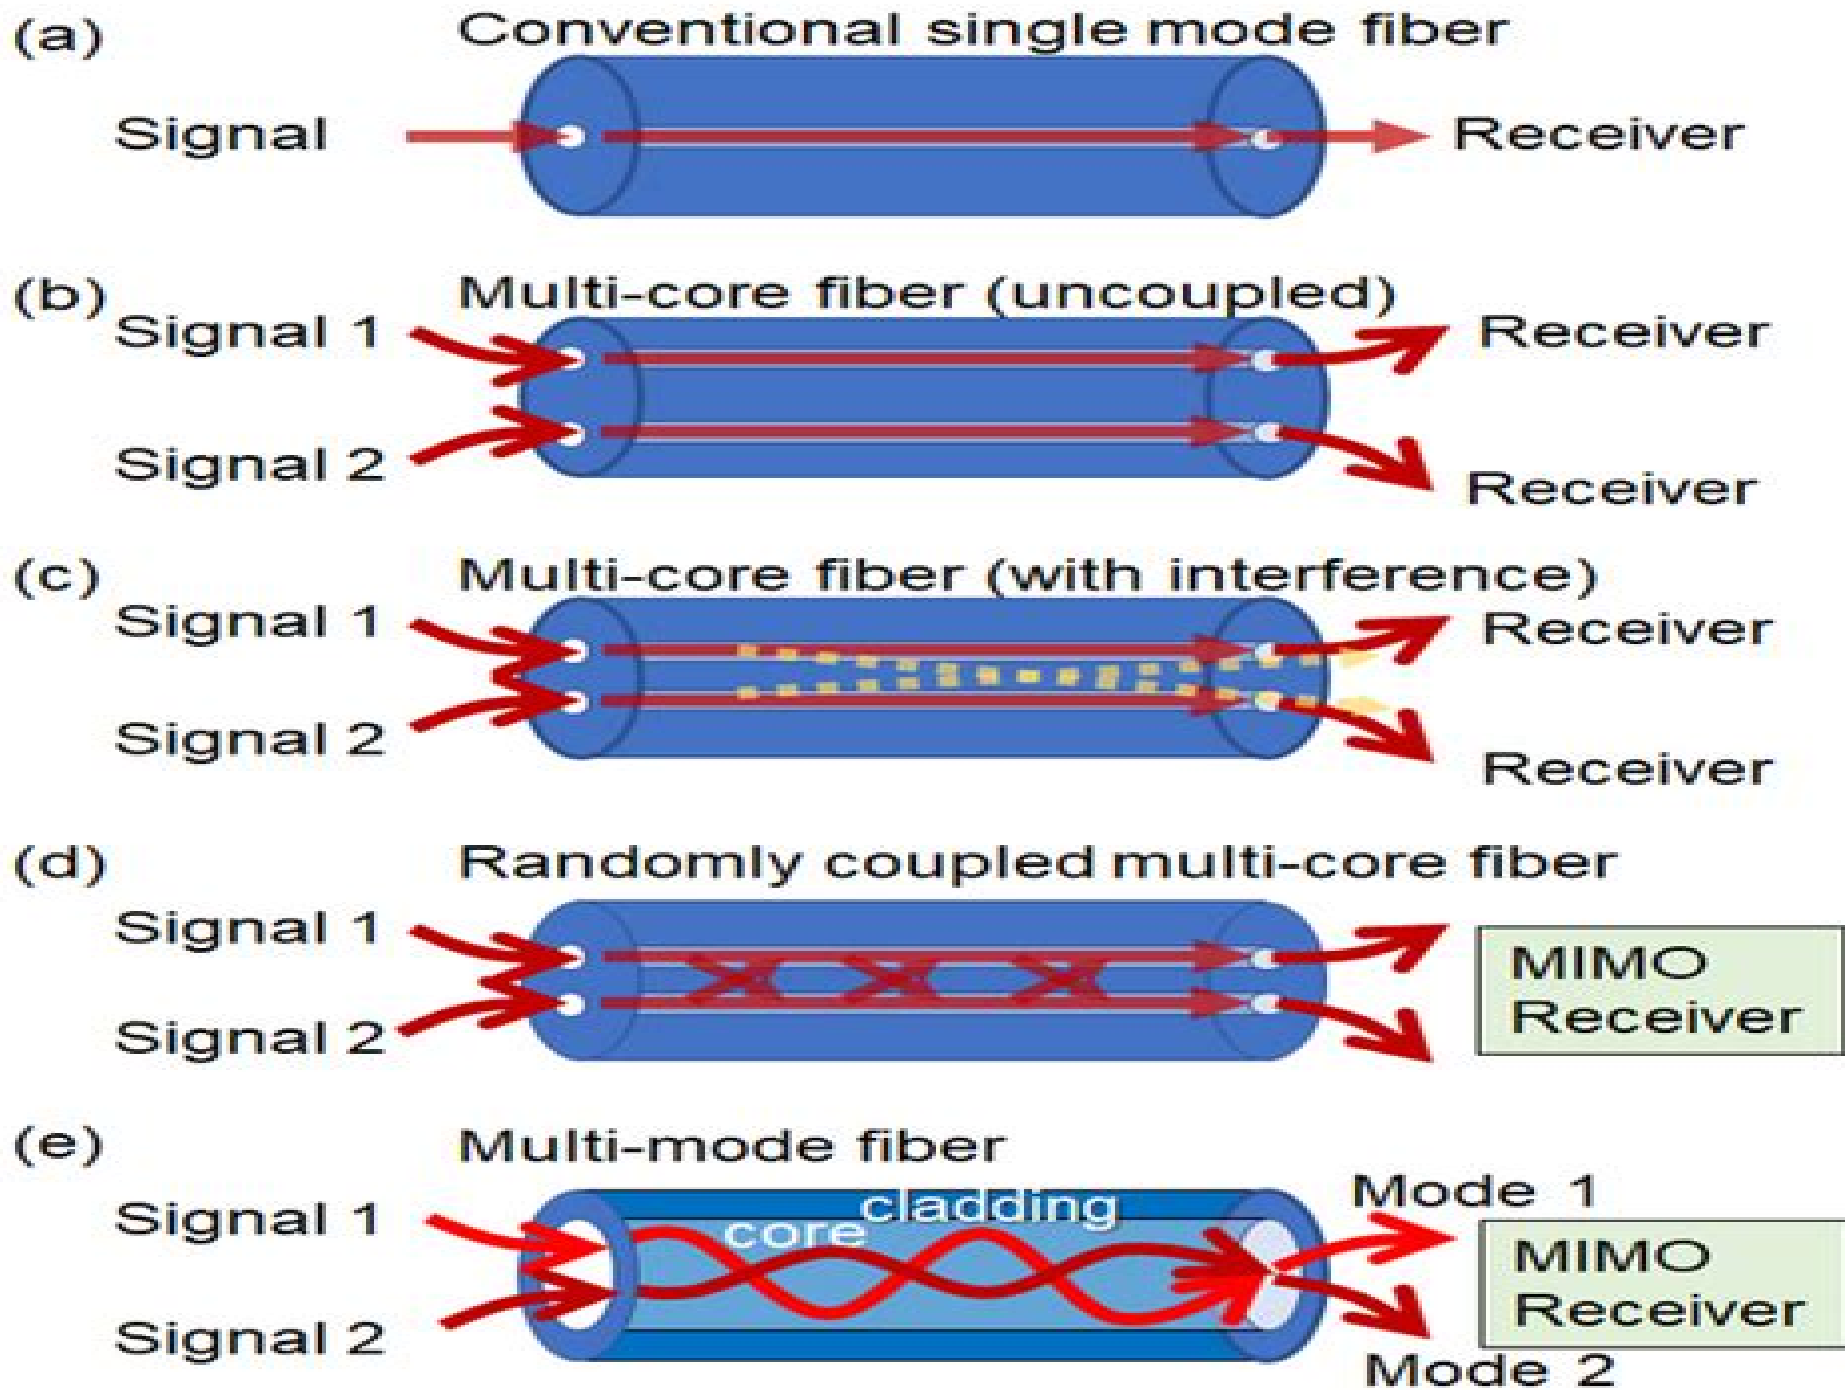 (a) Conventional single mode fiber
Signal Receiver
(b) Multi-core fiber (uncoupled)
Signal 1 Receiver
Signal 2 Receiver
(c) Multi-core fiber (with interference)
Signal 1 Receiver
Signal 2 Receiver
(d) Randomly coupled multi-core fiber
Signal 1
MIMO
Receiver
Signal 2
(e) Multi-mode fiber
cladding
core
Signal 1 Mode 1
MIMO
Receiver
Signal 2
Mode 2